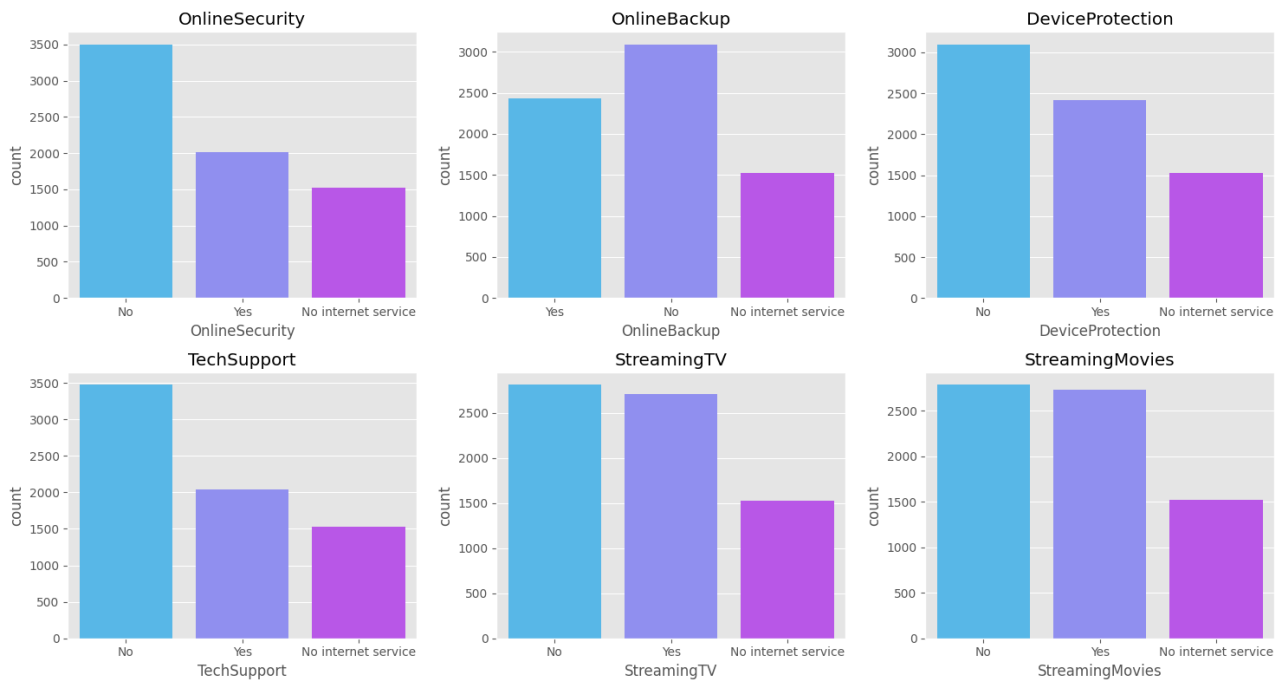 OnlineSecurity
3500
3000
2500
2000
1500
1000
500
0
count
No Yes No internet service
OnlineSecurity
OnlineBackup
3000
2500
2000
1500
1000
500
0
count
Yes No No internet service
OnlineBackup
DeviceProtection
3000
2500
2000
1500
1000
500
0
count
No Yes No internet service
DeviceProtection
TechSupport
3500
3000
2500
2000
1500
1000
500
0
count
No Yes No internet service
TechSupport
StreamingTV
2500
2000
1500
1000
500
0
count
No Yes No internet service
StreamingTV
StreamingMovies
2500
2000
1500
1000
500
0
count
No Yes No internet service
StreamingMovies